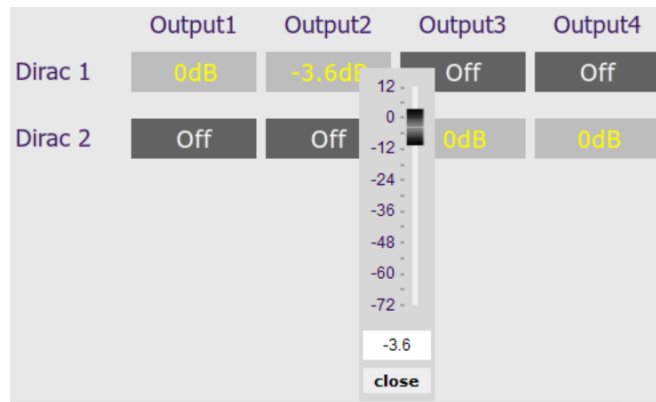 Output1 Output2 Output3 Output4
Dirac 1 0dB -3.6dB Off Off
12
0
Dirac 2 Off Off 0dB 0dB
-12
-24
-36
-48
-60
-72
-3.6
close